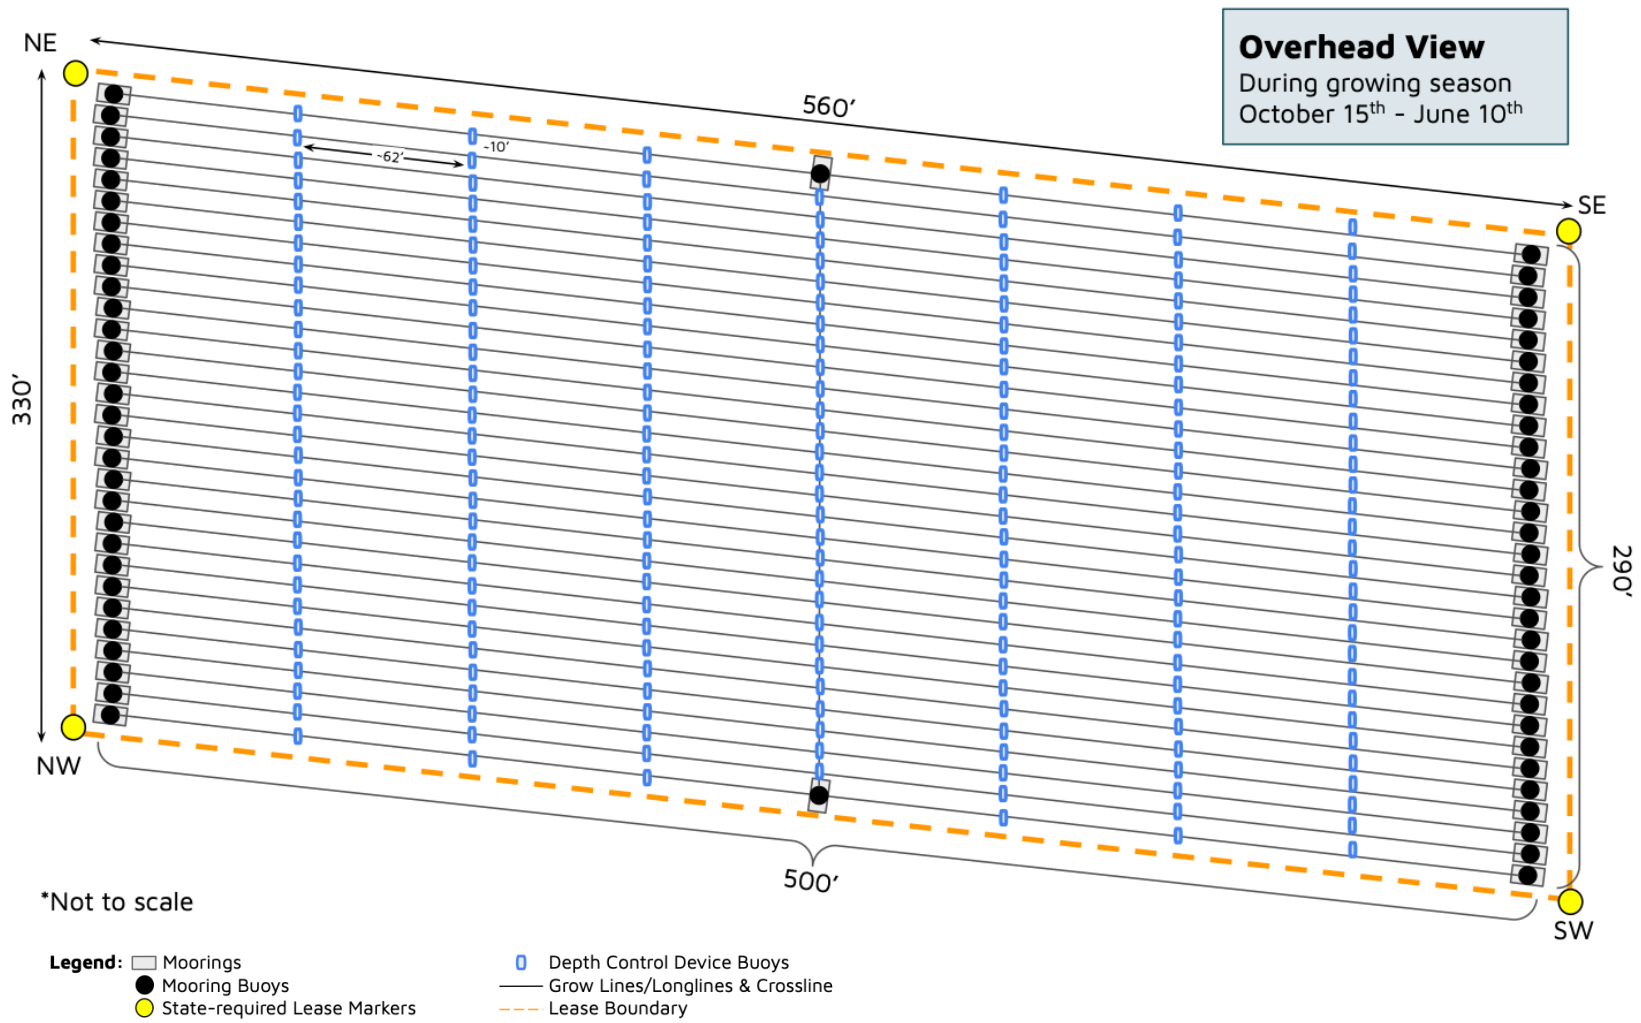 NE
Overhead View
During growing season
October 15th - June 10th
560’
~62’
~10’
SE
330’
290’
NW
500’
SW
*Not to scale
Legend:
Moorings
Mooring Buoys
State-required Lease Markers
Depth Control Device Buoys
Grow Lines/Longlines & Crossline
Lease Boundary